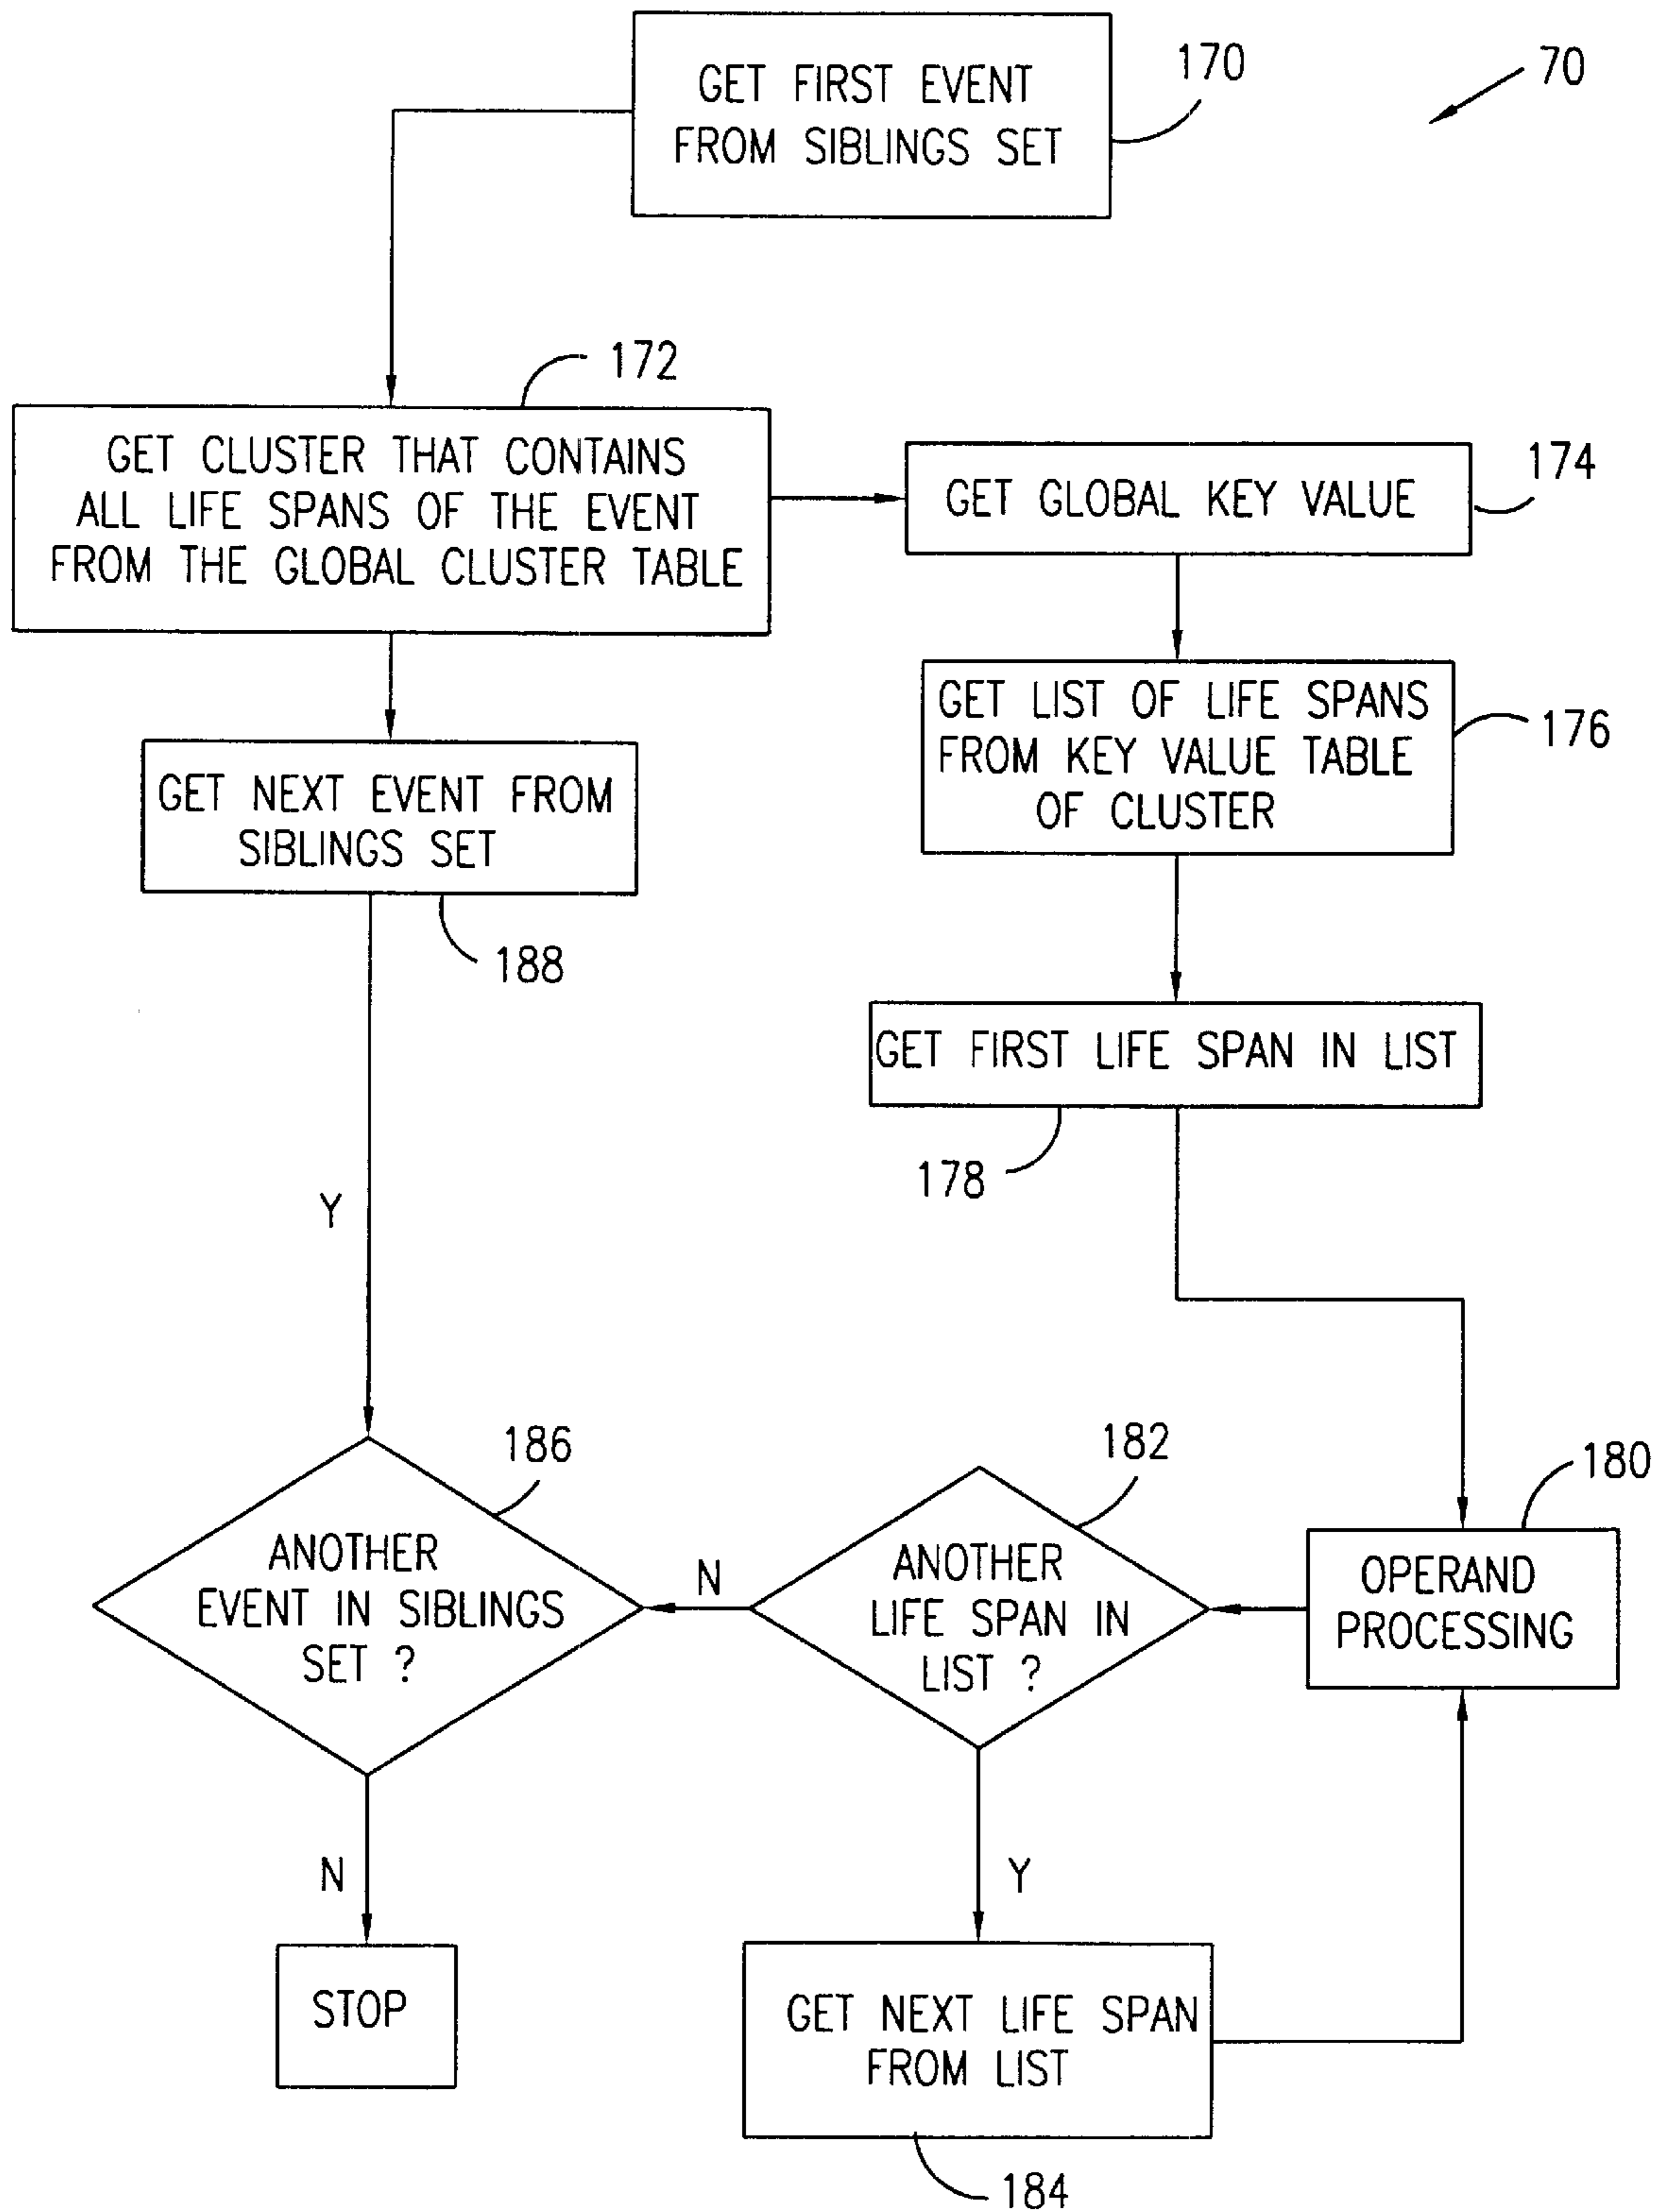 GET FIRST EVENT
FROM SIBLINGS SET
170
70
172
GET CLUSTER THAT CONTAINS
ALL LIFE SPANS OF THE EVENT
FROM THE GLOBAL CLUSTER TABLE
GET GLOBAL KEY VALUE
174
GET LIST OF LIFE SPANS
FROM KEY VALUE TABLE
OF CLUSTER
176
GET NEXT EVENT FROM
SIBLINGS SET
188
GET FIRST LIFE SPAN IN LIST
178
Y
186
ANOTHER
EVENT IN SIBLINGS
SET ?
N
182
ANOTHER
LIFE SPAN IN
LIST ?
180
OPERAND
PROCESSING
N
STOP
Y
GET NEXT LIFE SPAN
FROM LIST
184